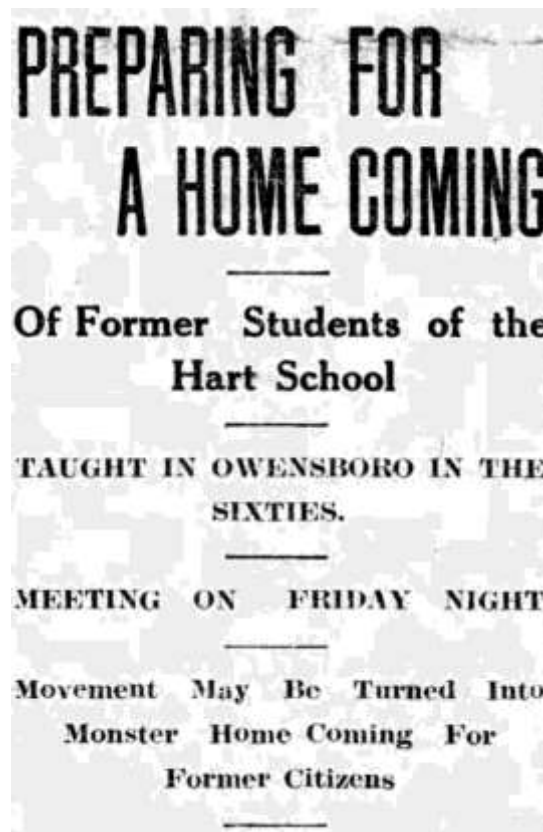 PREPARING FOR
A HOME COMING
Of Former Students of the
Hart School
TAUGHT IN OWENSBORO IN THE
SIXTIES.
MEETING ON FRIDAY NIGHT
Movement May Be Turned Into
Monster Home Coming For
Former Citizens